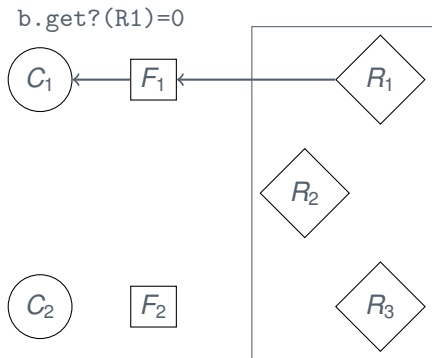 b.get?(R1)=0
C₁ F₁ R₁
R₂
C₂ F₂ R₃